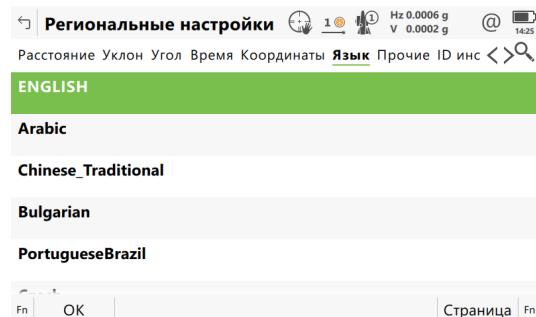 Региональные настройки 1 1 Hz 0.0006 g
V 0.0002 g @ 14:25
Расстояние Уклон Угол Время Координаты Язык Прочие ID инс
ENGLISH
Arabic
Chinese_Traditional
Bulgarian
PortugueseBrazil
Fn OK Страница Fn